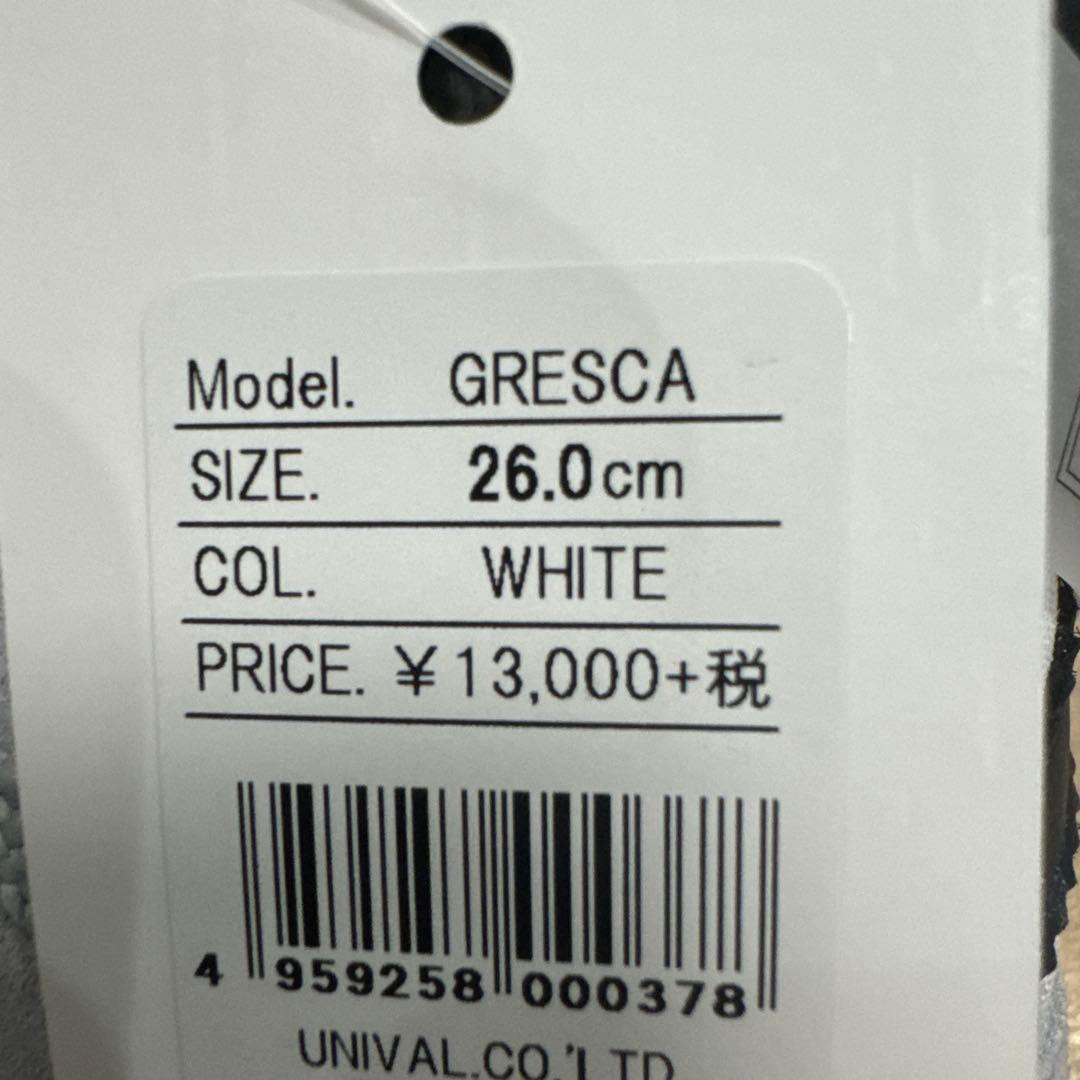 Model. GRESCA
SIZE. 26.0cm
COL. WHITE
PRICE. ¥13,000+税
4 959258 000378
UNIVAL.CO.'LTD